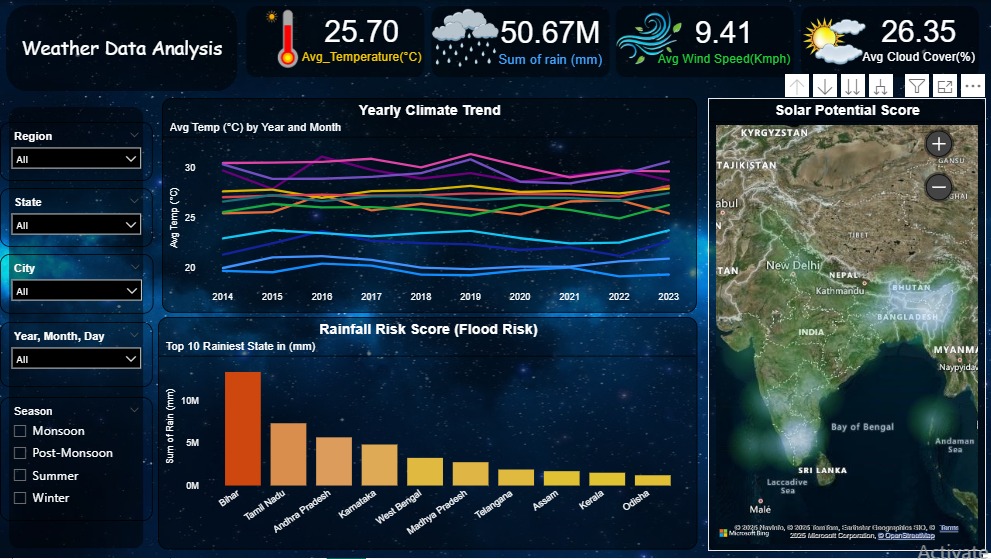 Weather Data Analysis
25.70
Avg_Temperature(°C)
50.67M
Sum of rain (mm)
9.41
Avg Wind Speed(Kmph)
26.35
Avg Cloud Cover(%)
Region
All
State
All
City
All
Year, Month, Day
All
Season
Monsoon
Post-Monsoon
Summer
Winter
Yearly Climate Trend
Avg Temp (°C) by Year and Month
Avg Temp (°C)
30
25
20
2014 2015 2016 2017 2018 2019 2020 2021 2022 2023
Rainfall Risk Score (Flood Risk)
Top 10 Rainiest State in (mm)
Sum of Rain (mm)
10M
5M
0M
Bihar
Tamil Nadu
Andhra Pradesh
Karnataka
West Bengal
Madhya Pradesh
Telangana
Assam
Kerala
Odisha
Solar Potential Score
KYRGYZSTAN
GANSU
TAJIKISTAN
HAI
abul
TIBET
N
TAN
New Delhi
NEPAL
Kathmandu
BHUTAN
BANGLADESH
INDIA
MYANMA
Naypyidaw
Bay of Bengal
Andaman
Sea
SRI LANKA
Laccadive
Sea
Malé
Microsoft Bing
© 2025 TomTom, Earthstar Geographics SIO, © Terms
2025 Microsoft Corporation, © OpenStreetMap
Activate